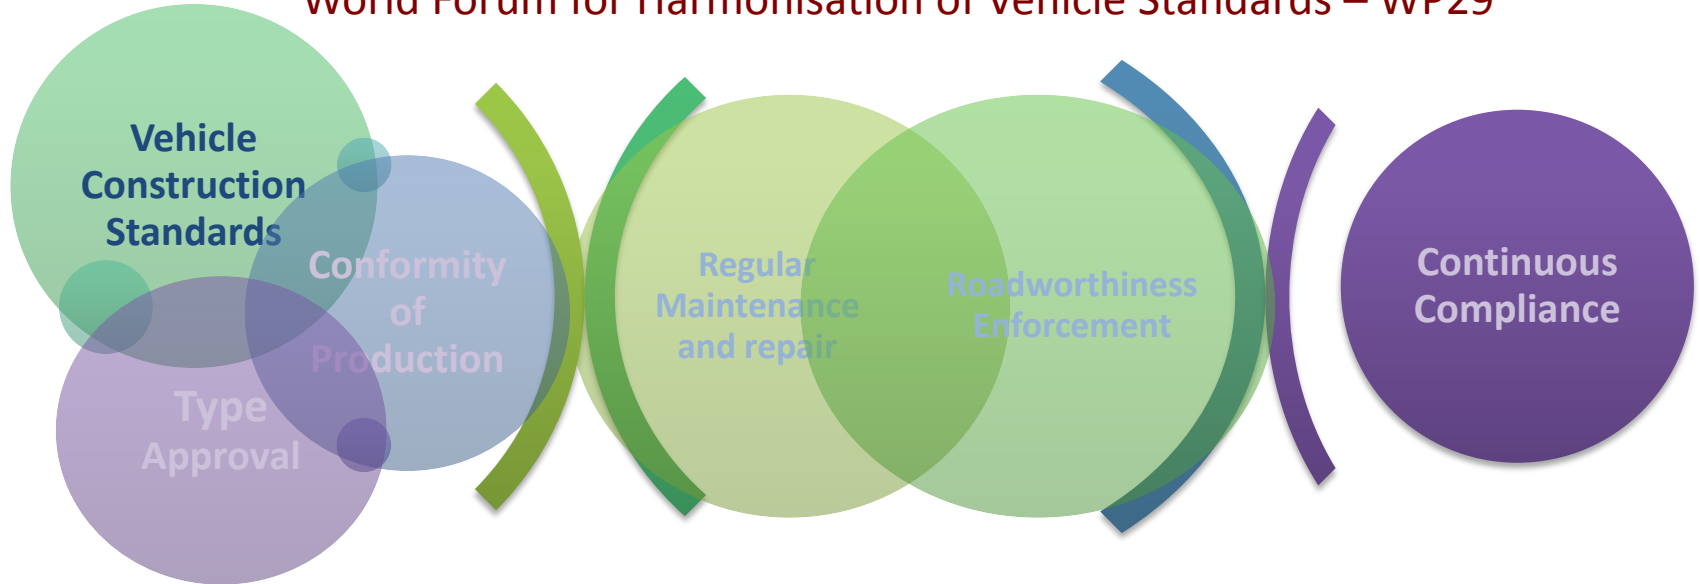 World Forum for Harmonisation of Vehicle Standards – WP29
Vehicle
Construction
Standards
Conformity
of
Production
Type
Approval
Regular
Maintenance
and repair
Roadworthiness
Enforcement
Continuous
Compliance